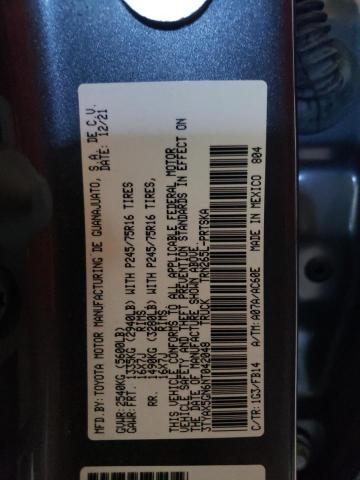 MFD.BY: TOYOTA MOTOR MANUFACTURING DE GUANAJUATO, S.A. DE C.V.
DATE: 12/21
GVWR: 2540KG (5600LB)
GAWR: FRT. 1335KG (2940LB) WITH P245/75R16 TIRES
16X7J RIMS,
RR. 1490KG (3280LB) WITH P245/75R16 TIRES,
16X7J RIMS
THIS VEHICLE CONFORMS TO ALL APPLICABLE FEDERAL MOTOR
VEHICLE SAFETY AND THEFT PREVENTION STANDARDS IN EFFECT ON
THE DATE OF MANUFACTURE SHOWN ABOVE.
3TYAX5GN6NT042048 TRUCK TRN265L-PRTSKA
C/TR: 1G3/FB14 A/TM: A07A/AC60E MADE IN MEXICO 804